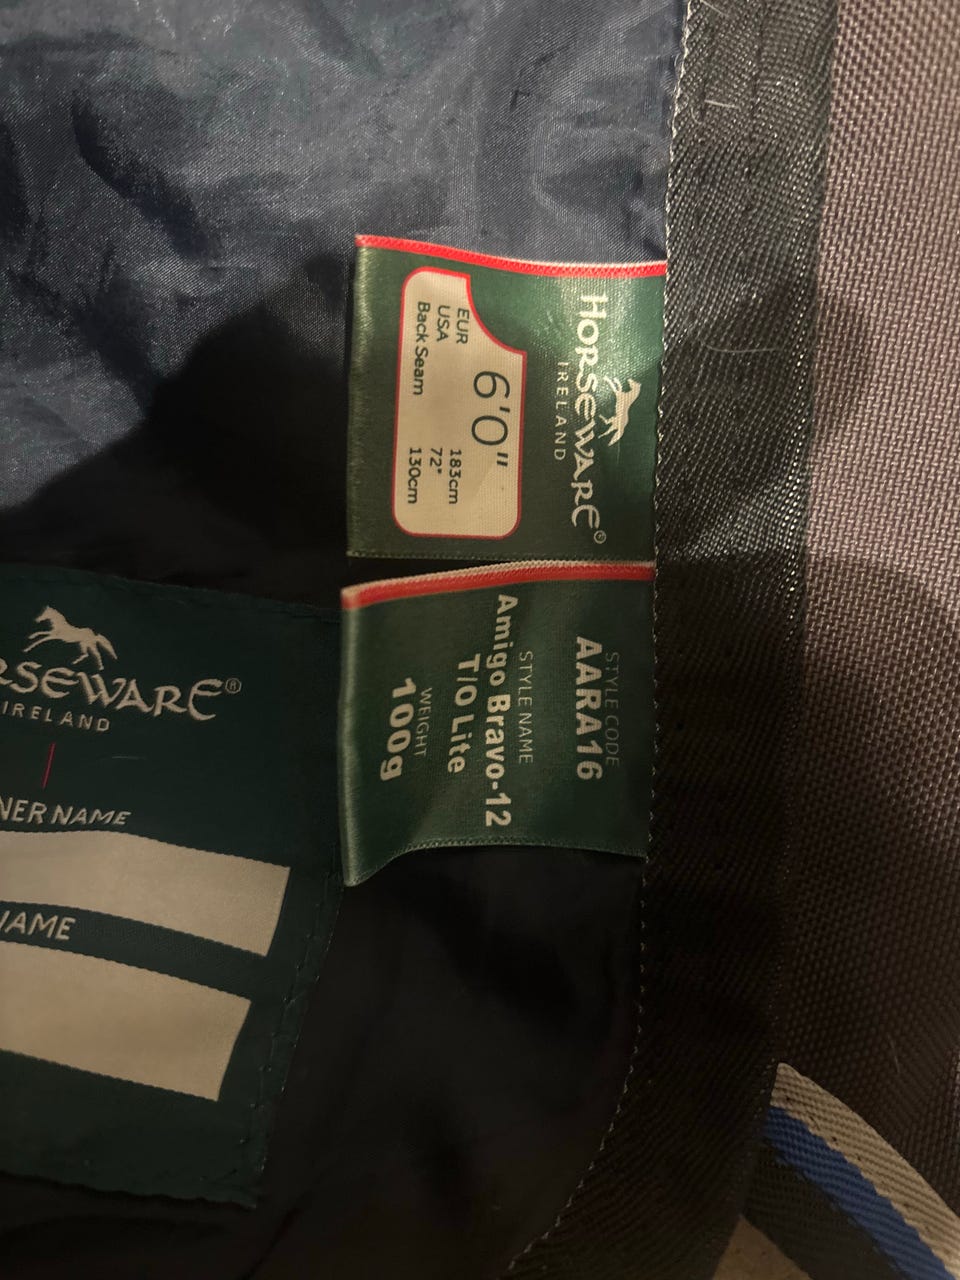 HORSEWARE®
IRELAND
6'0"
EUR 183cm
USA 72"
Back Seam 130cm
STYLE CODE
AARA16
STYLE NAME
Amigo Bravo-12
T/O Lite
WEIGHT
100g
RSEWARE®
IRELAND
NER NAME
NAME